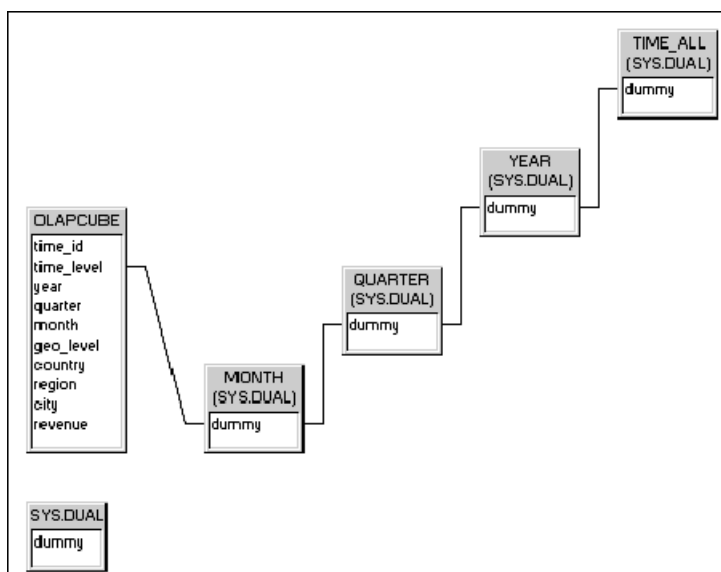 TIME_ALL
(SYS.DUAL)
dummy
YEAR
(SYS.DUAL)
dummy
OLAPCUBE
time_id
time_level
year
quarter
month
geo_level
country
region
city
revenue
QUARTER
(SYS.DUAL)
dummy
MONTH
(SYS.DUAL)
dummy
SYS.DUAL
dummy